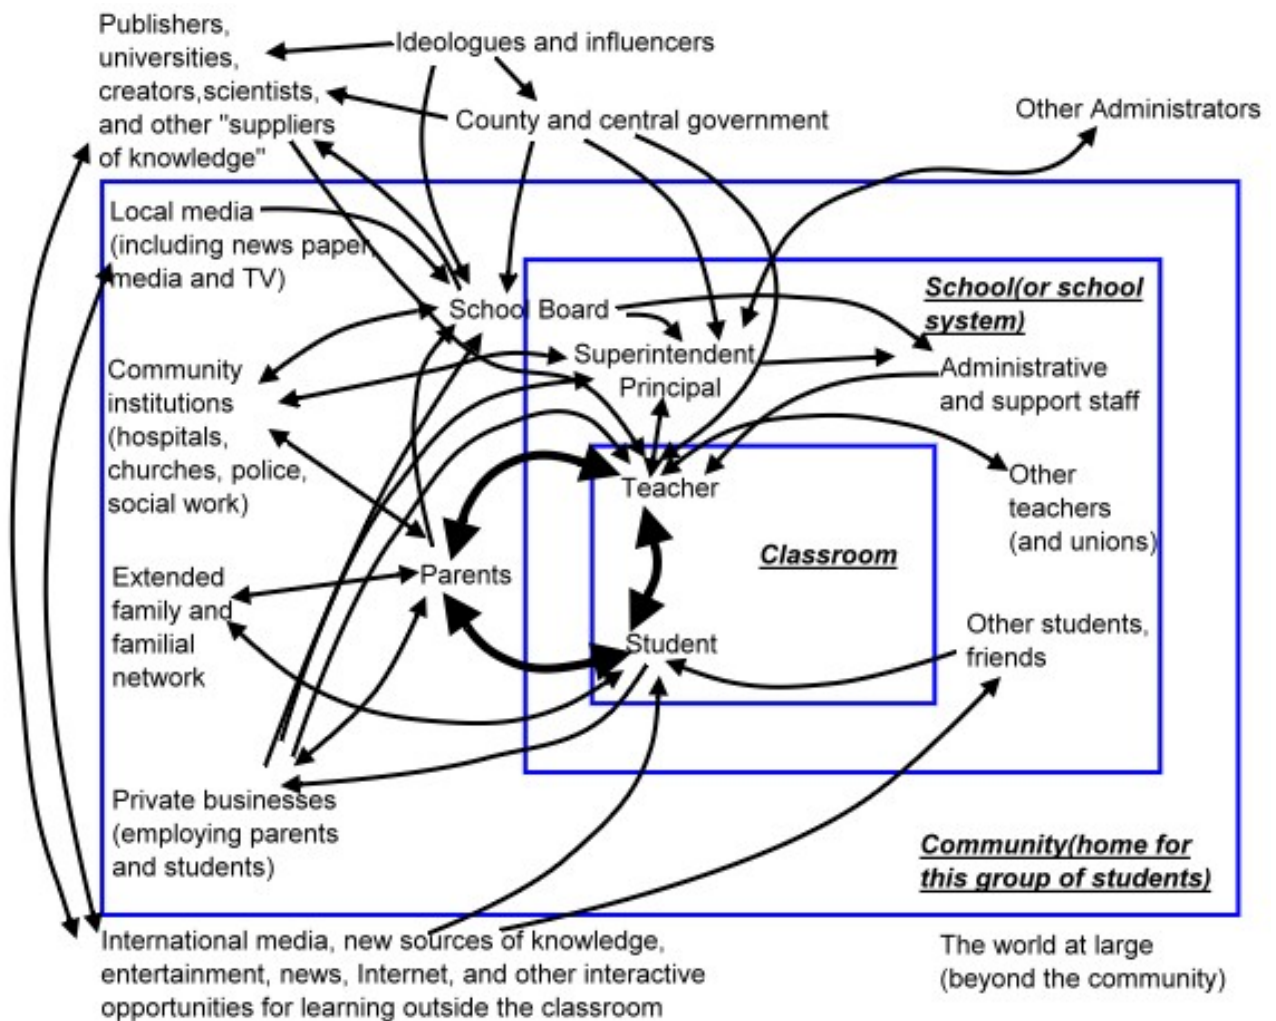 Publishers,
universities,
creators,scientists,
and other "suppliers
of knowledge"
Ideologues and influencers
County and central government
Other Administrators
Local media
(including news paper,
media and TV)
School Board
School(or school
system)
Superintendent
Principal
Administrative
and support staff
Community
institutions
(hospitals,
churches, police,
social work)
Teacher
Other
teachers
(and unions)
Classroom
Parents
Extended
family and
familial
network
Student
Other students,
friends
Private businesses
(employing parents
and students)
Community(home for
this group of students)
International media, new sources of knowledge,
entertainment, news, Internet, and other interactive
opportunities for learning outside the classroom
The world at large
(beyond the community)